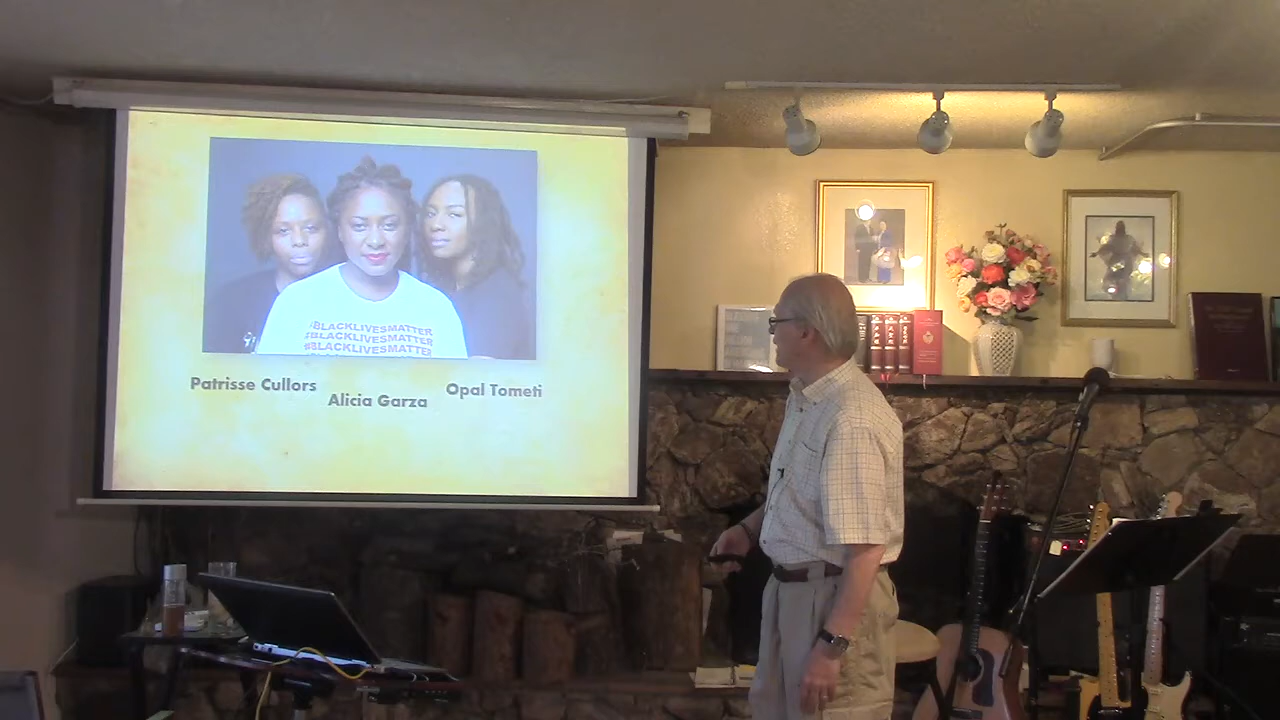 #BLACKLIVESMATTER
#BLACKLIVESMATTER
#BLACKLIVESMATTER
Patrisse Cullors
Opal Tometi
Alicia Garza